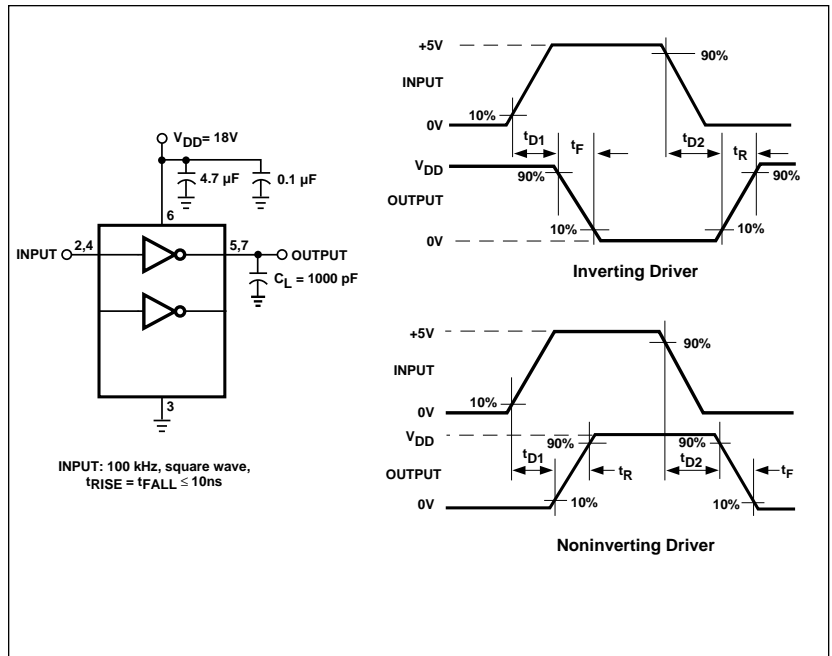 V_DD = 18V
4.7 µF
0.1 µF
6
INPUT
2,4
5,7
OUTPUT
C_L = 1000 pF
3
INPUT: 100 kHz, square wave,
t_RISE = t_FALL ≤ 10ns
+5V
90%
INPUT
10%
0V
t_D1
t_F
t_D2
t_R
V_DD
90%
90%
OUTPUT
10%
10%
0V
Inverting Driver
+5V
90%
INPUT
10%
0V
V_DD
90%
90%
t_D1
t_R
t_D2
t_F
OUTPUT
0V
10%
10%
Noninverting Driver